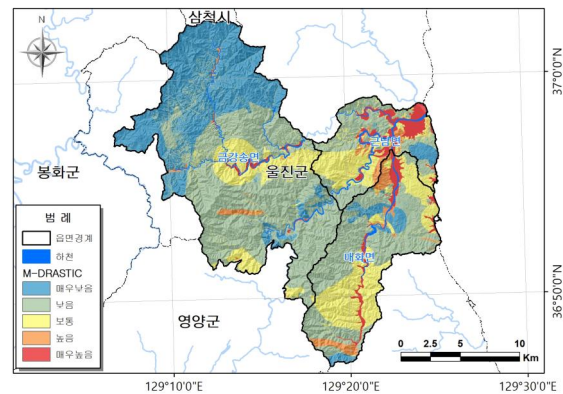 삼척시
N
37°0'0"N
봉화군
금강송면
울진군
근남면
매화면
영양군
범 례
읍면경계
하천
M-DRASTIC
매우낮음
낮음
보통
높음
매우높음
36°50'0"N
0 2.5 5 10
Km
129°10'0"E 129°20'0"E 129°30'0"E